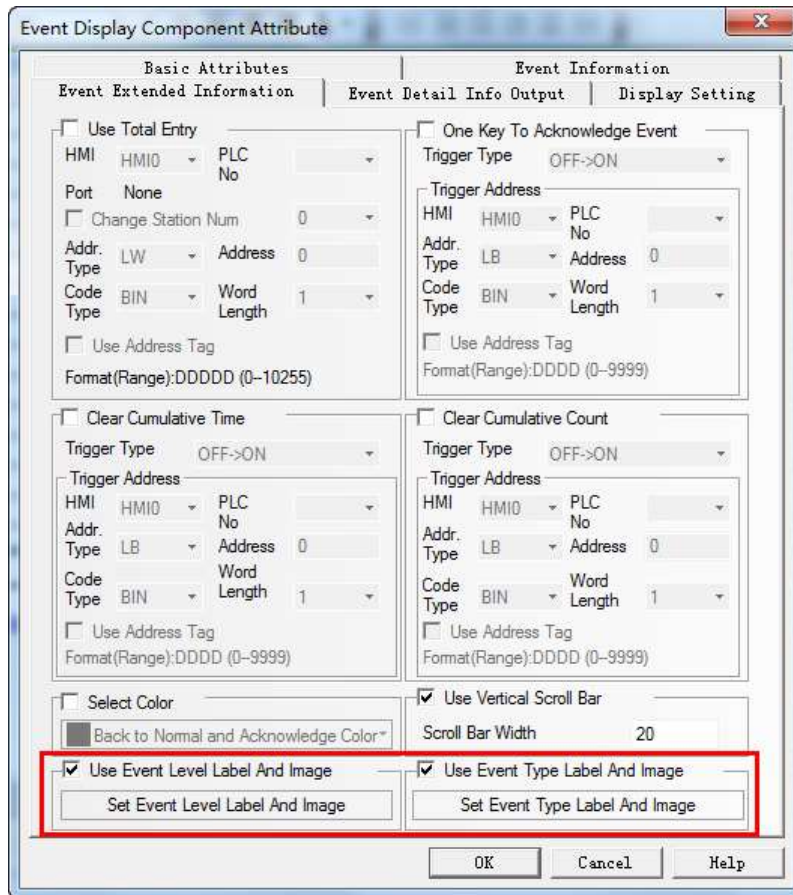 Event Display Component Attribute
Basic Attributes
Event Information
Event Extended Information
Event Detail Info Output
Display Setting
Use Total Entry
HMI HMI0 PLC No
Port None
Change Station Num 0
Addr. Type LW Address 0
Code Type BIN Word Length 1
Use Address Tag
Format(Range):DDDDD (0--10255)
One Key To Acknowledge Event
Trigger Type OFF->ON
Trigger Address
HMI HMI0 PLC No
Addr. Type LB Address 0
Code Type BIN Word Length 1
Use Address Tag
Format(Range):DDDD (0--9999)
Clear Cumulative Time
Trigger Type OFF->ON
Trigger Address
HMI HMI0 PLC No
Addr. Type LB Address 0
Code Type BIN Word Length 1
Use Address Tag
Format(Range):DDDD (0--9999)
Clear Cumulative Count
Trigger Type OFF->ON
Trigger Address
HMI HMI0 PLC No
Addr. Type LB Address 0
Code Type BIN Word Length 1
Use Address Tag
Format(Range):DDDD (0--9999)
Select Color
Back to Normal and Acknowledge Color
Use Vertical Scroll Bar
Scroll Bar Width 20
Use Event Level Label And Image
Set Event Level Label And Image
Use Event Type Label And Image
Set Event Type Label And Image
OK
Cancel
Help